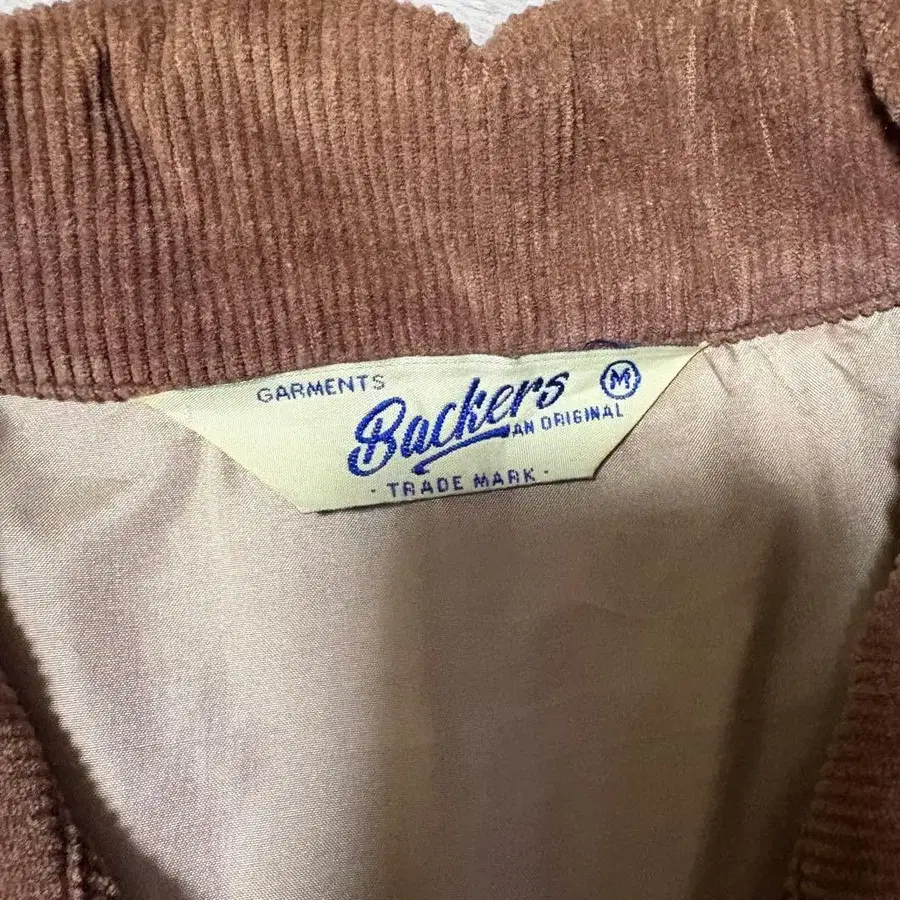 GARMENTS
Backers M
AN ORIGINAL
· TRADE MARK ·